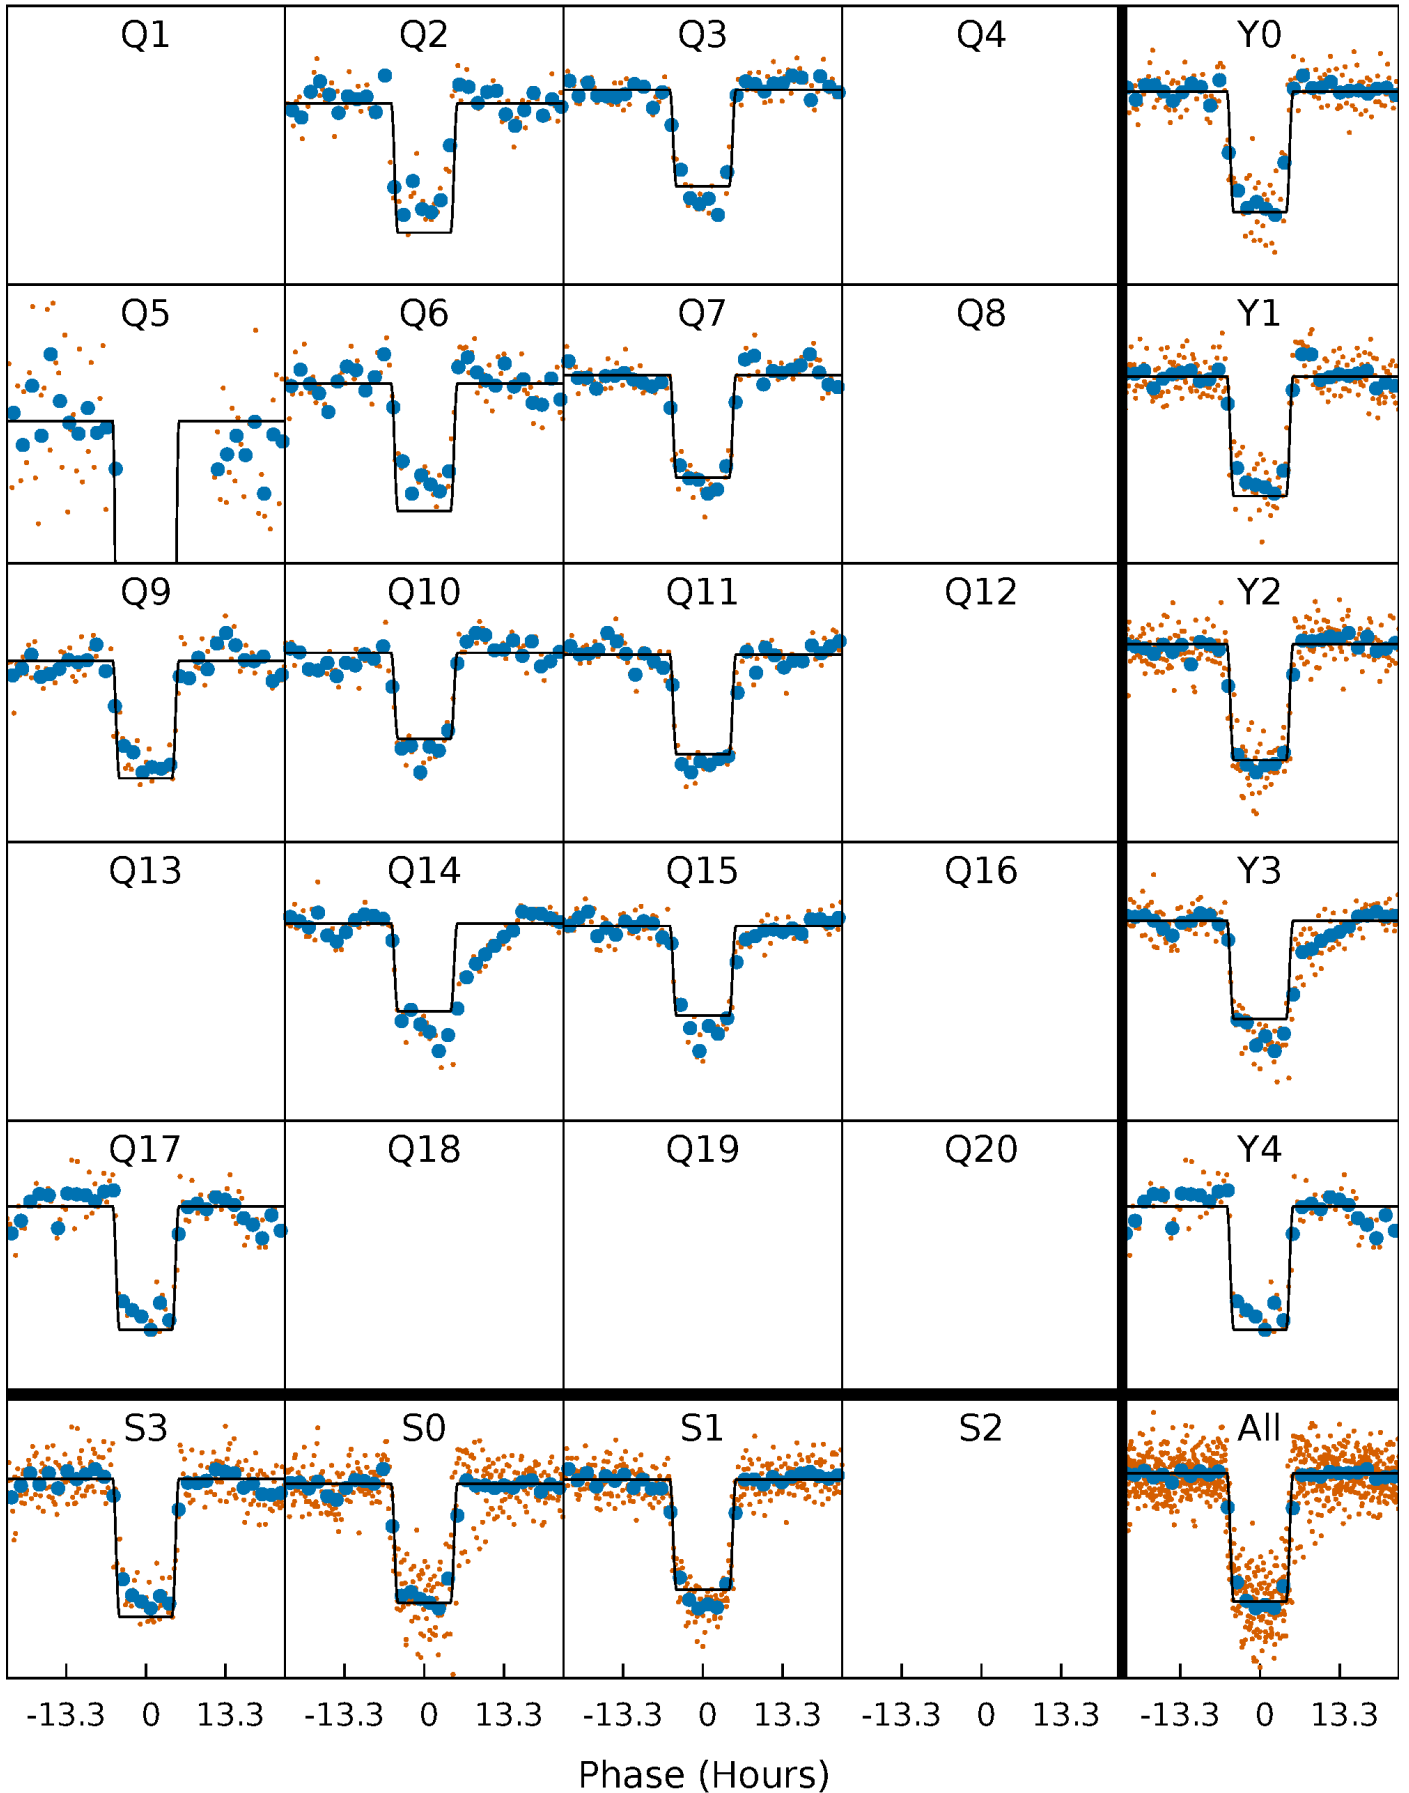 Q1 Q2 Q3 Q4 Y0
Q5 Q6 Q7 Q8 Y1
Q9 Q10 Q11 Q12 Y2
Q13 Q14 Q15 Q16 Y3
Q17 Q18 Q19 Q20 Y4
S3 S0 S1 S2 All
-13.3 0 13.3 -13.3 0 13.3 -13.3 0 13.3 -13.3 0 13.3 -13.3 0 13.3
Phase (Hours)